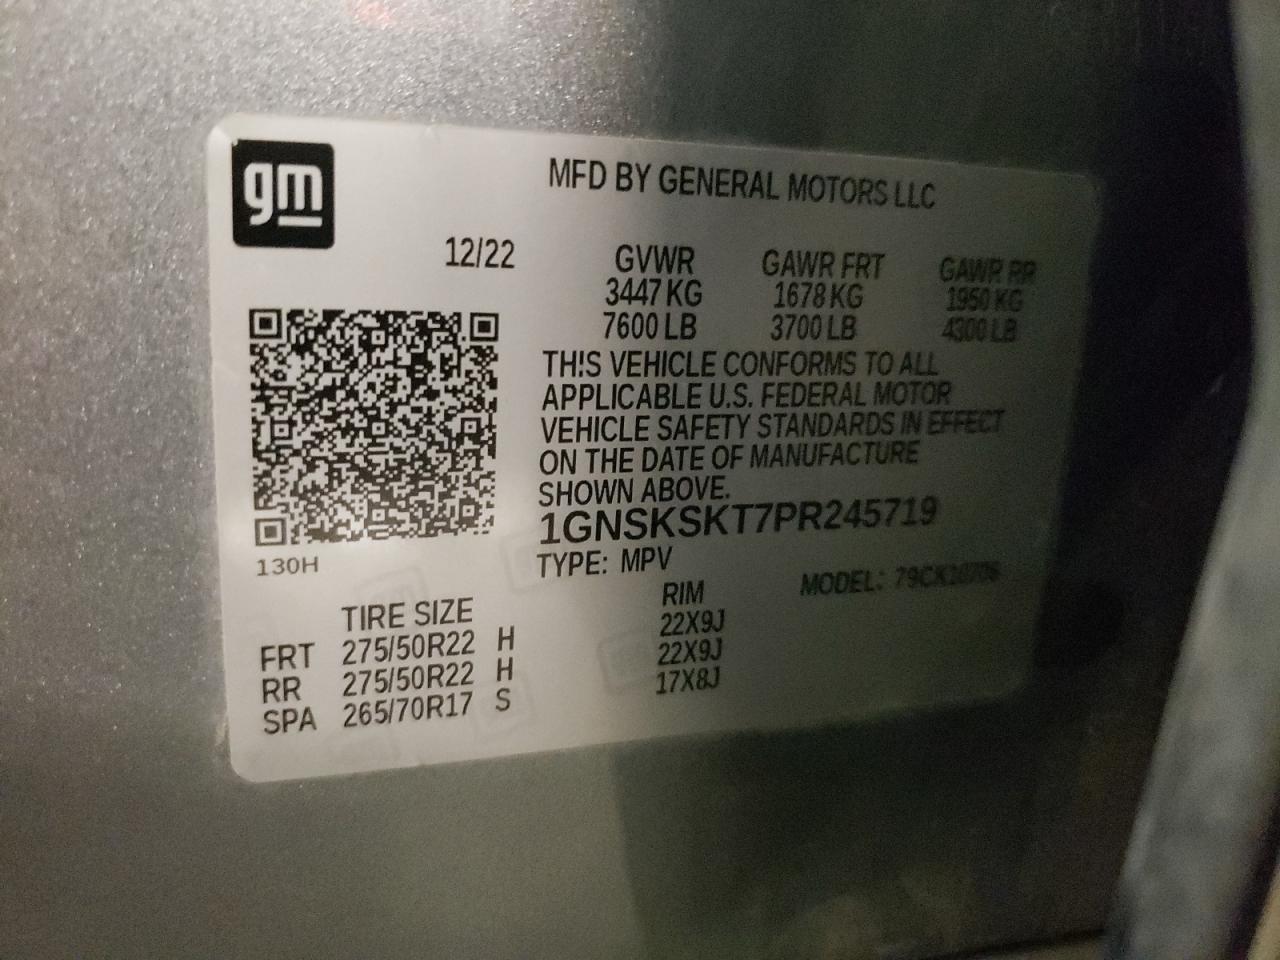 gm
MFD BY GENERAL MOTORS LLC
12/22 GVWR GAWR FRT GAWR RR
3447 KG 1678 KG 1950 KG
7600 LB 3700 LB 4300 LB
THIS VEHICLE CONFORMS TO ALL
APPLICABLE U.S. FEDERAL MOTOR
VEHICLE SAFETY STANDARDS IN EFFECT
ON THE DATE OF MANUFACTURE
SHOWN ABOVE.
1GNSKSKT7PR245719
130H
TYPE: MPV
MODEL:
TIRE SIZE RIM
FRT 275/50R22 H 22X9J
RR 275/50R22 H 22X9J
SPA 265/70R17 S 17X8J